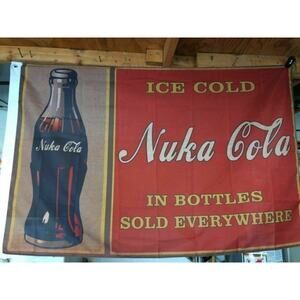 Nuka Cola
ICE COLD
Nuka Cola
IN BOTTLES
SOLD EVERYWHERE